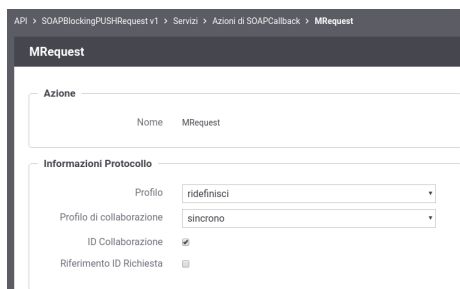 API > SOAPBlockingPUSHRequest v1 > Servizi > Azioni di SOAPCallback > MRequest
MRequest
Azione
Nome MRequest
Informazioni Protocollo
Profilo ridefinisci
Profilo di collaborazione sincrono
ID Collaborazione
Riferimento ID Richiesta